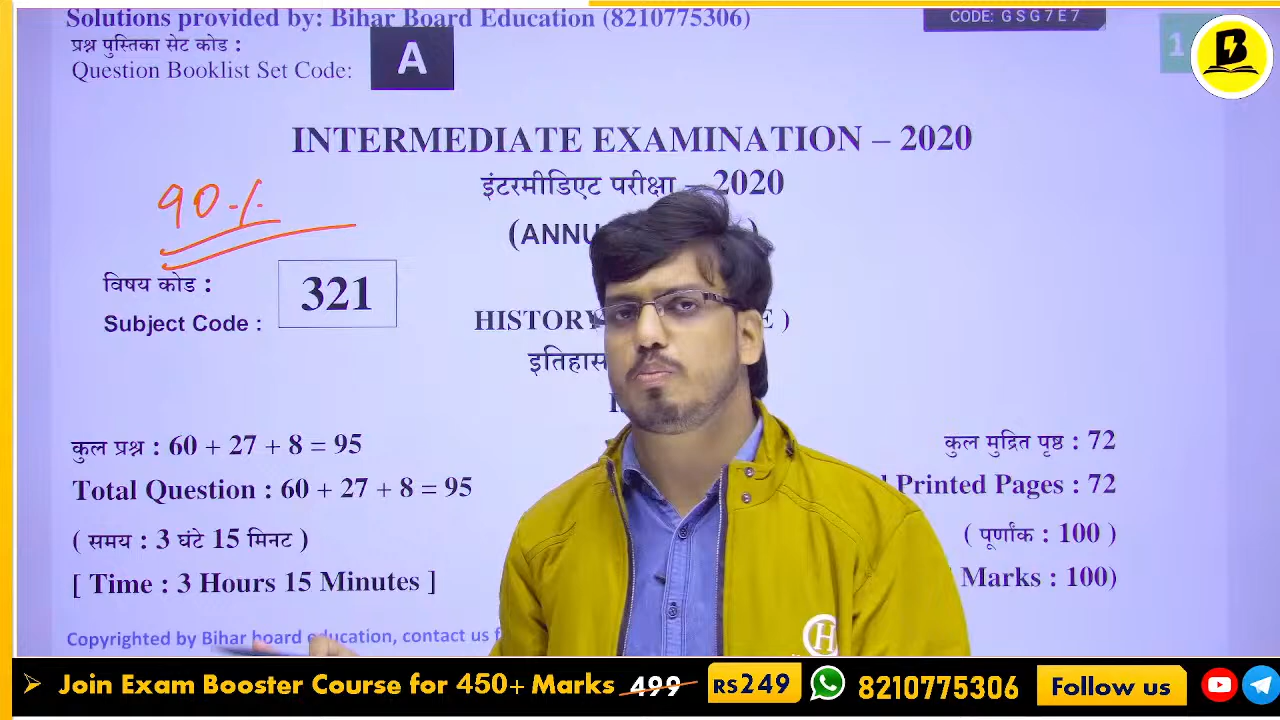 Solutions provided by: Bihar Board Education (8210775306)
CODE: G S G 7 E 7
प्रश्न पुस्तिका सेट कोड :
Question Booklist Set Code:
A
1
B
INTERMEDIATE EXAMINATION – 2020
इंटरमीडिएट परीक्षा – 2020
(ANNU )
90%
विषय कोड :
Subject Code :
321
HISTORY E )
इतिहास
कुल प्रश्न : 60 + 27 + 8 = 95
कुल मुद्रित पृष्ठ : 72
Total Question : 60 + 27 + 8 = 95
Printed Pages : 72
( समय : 3 घंटे 15 मिनट )
( पूर्णांक : 100 )
[ Time : 3 Hours 15 Minutes ]
Marks : 100)
Copyrighted by Bihar board education, contact us f
H
Join Exam Booster Course for 450+ Marks 499 RS249 8210775306 Follow us